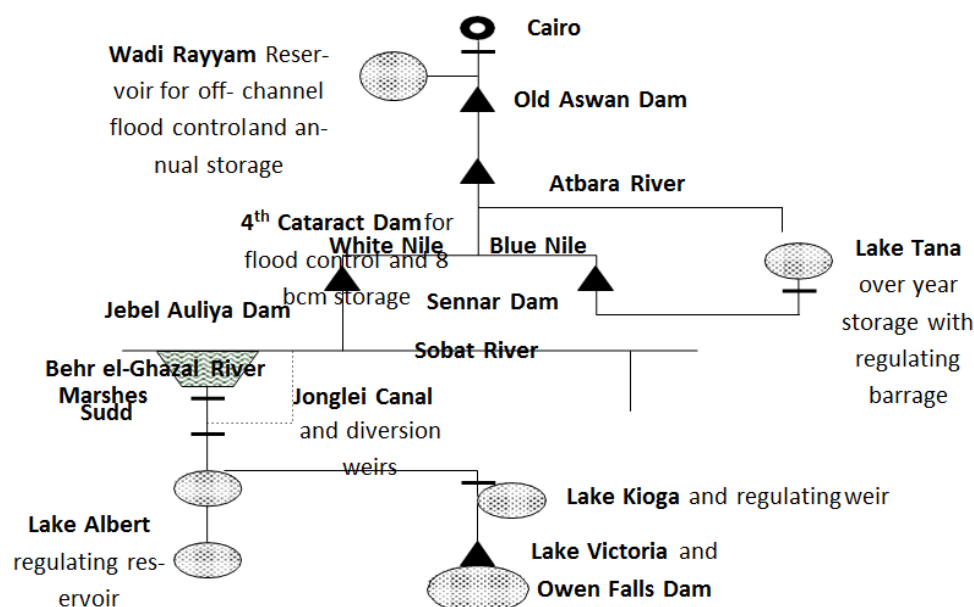 Cairo
Wadi Rayyam Reser-
voir for off- channel
flood controland an-
nual storage
Old Aswan Dam
Atbara River
4th Cataract Dam for
flood control and 8
bcm storage
White Nile
Blue Nile
Lake Tana
over year
storage with
regulating
barrage
Jebel Auliya Dam
Sennar Dam
Sobat River
Behr el-Ghazal River
Marshes
Sudd
Jonglei Canal
and diversion
weirs
Lake Albert
regulating res-
ervoir
Lake Kioga and regulating weir
Lake Victoria and
Owen Falls Dam